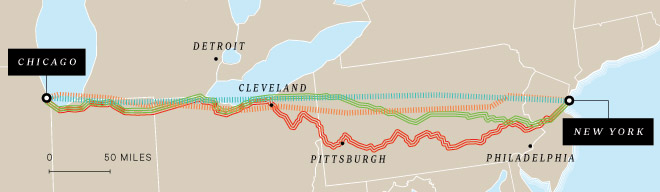 DETROIT
CHICAGO
CLEVELAND
NEW YORK
0 50 MILES
PITTSBURGH
PHILADELPHIA